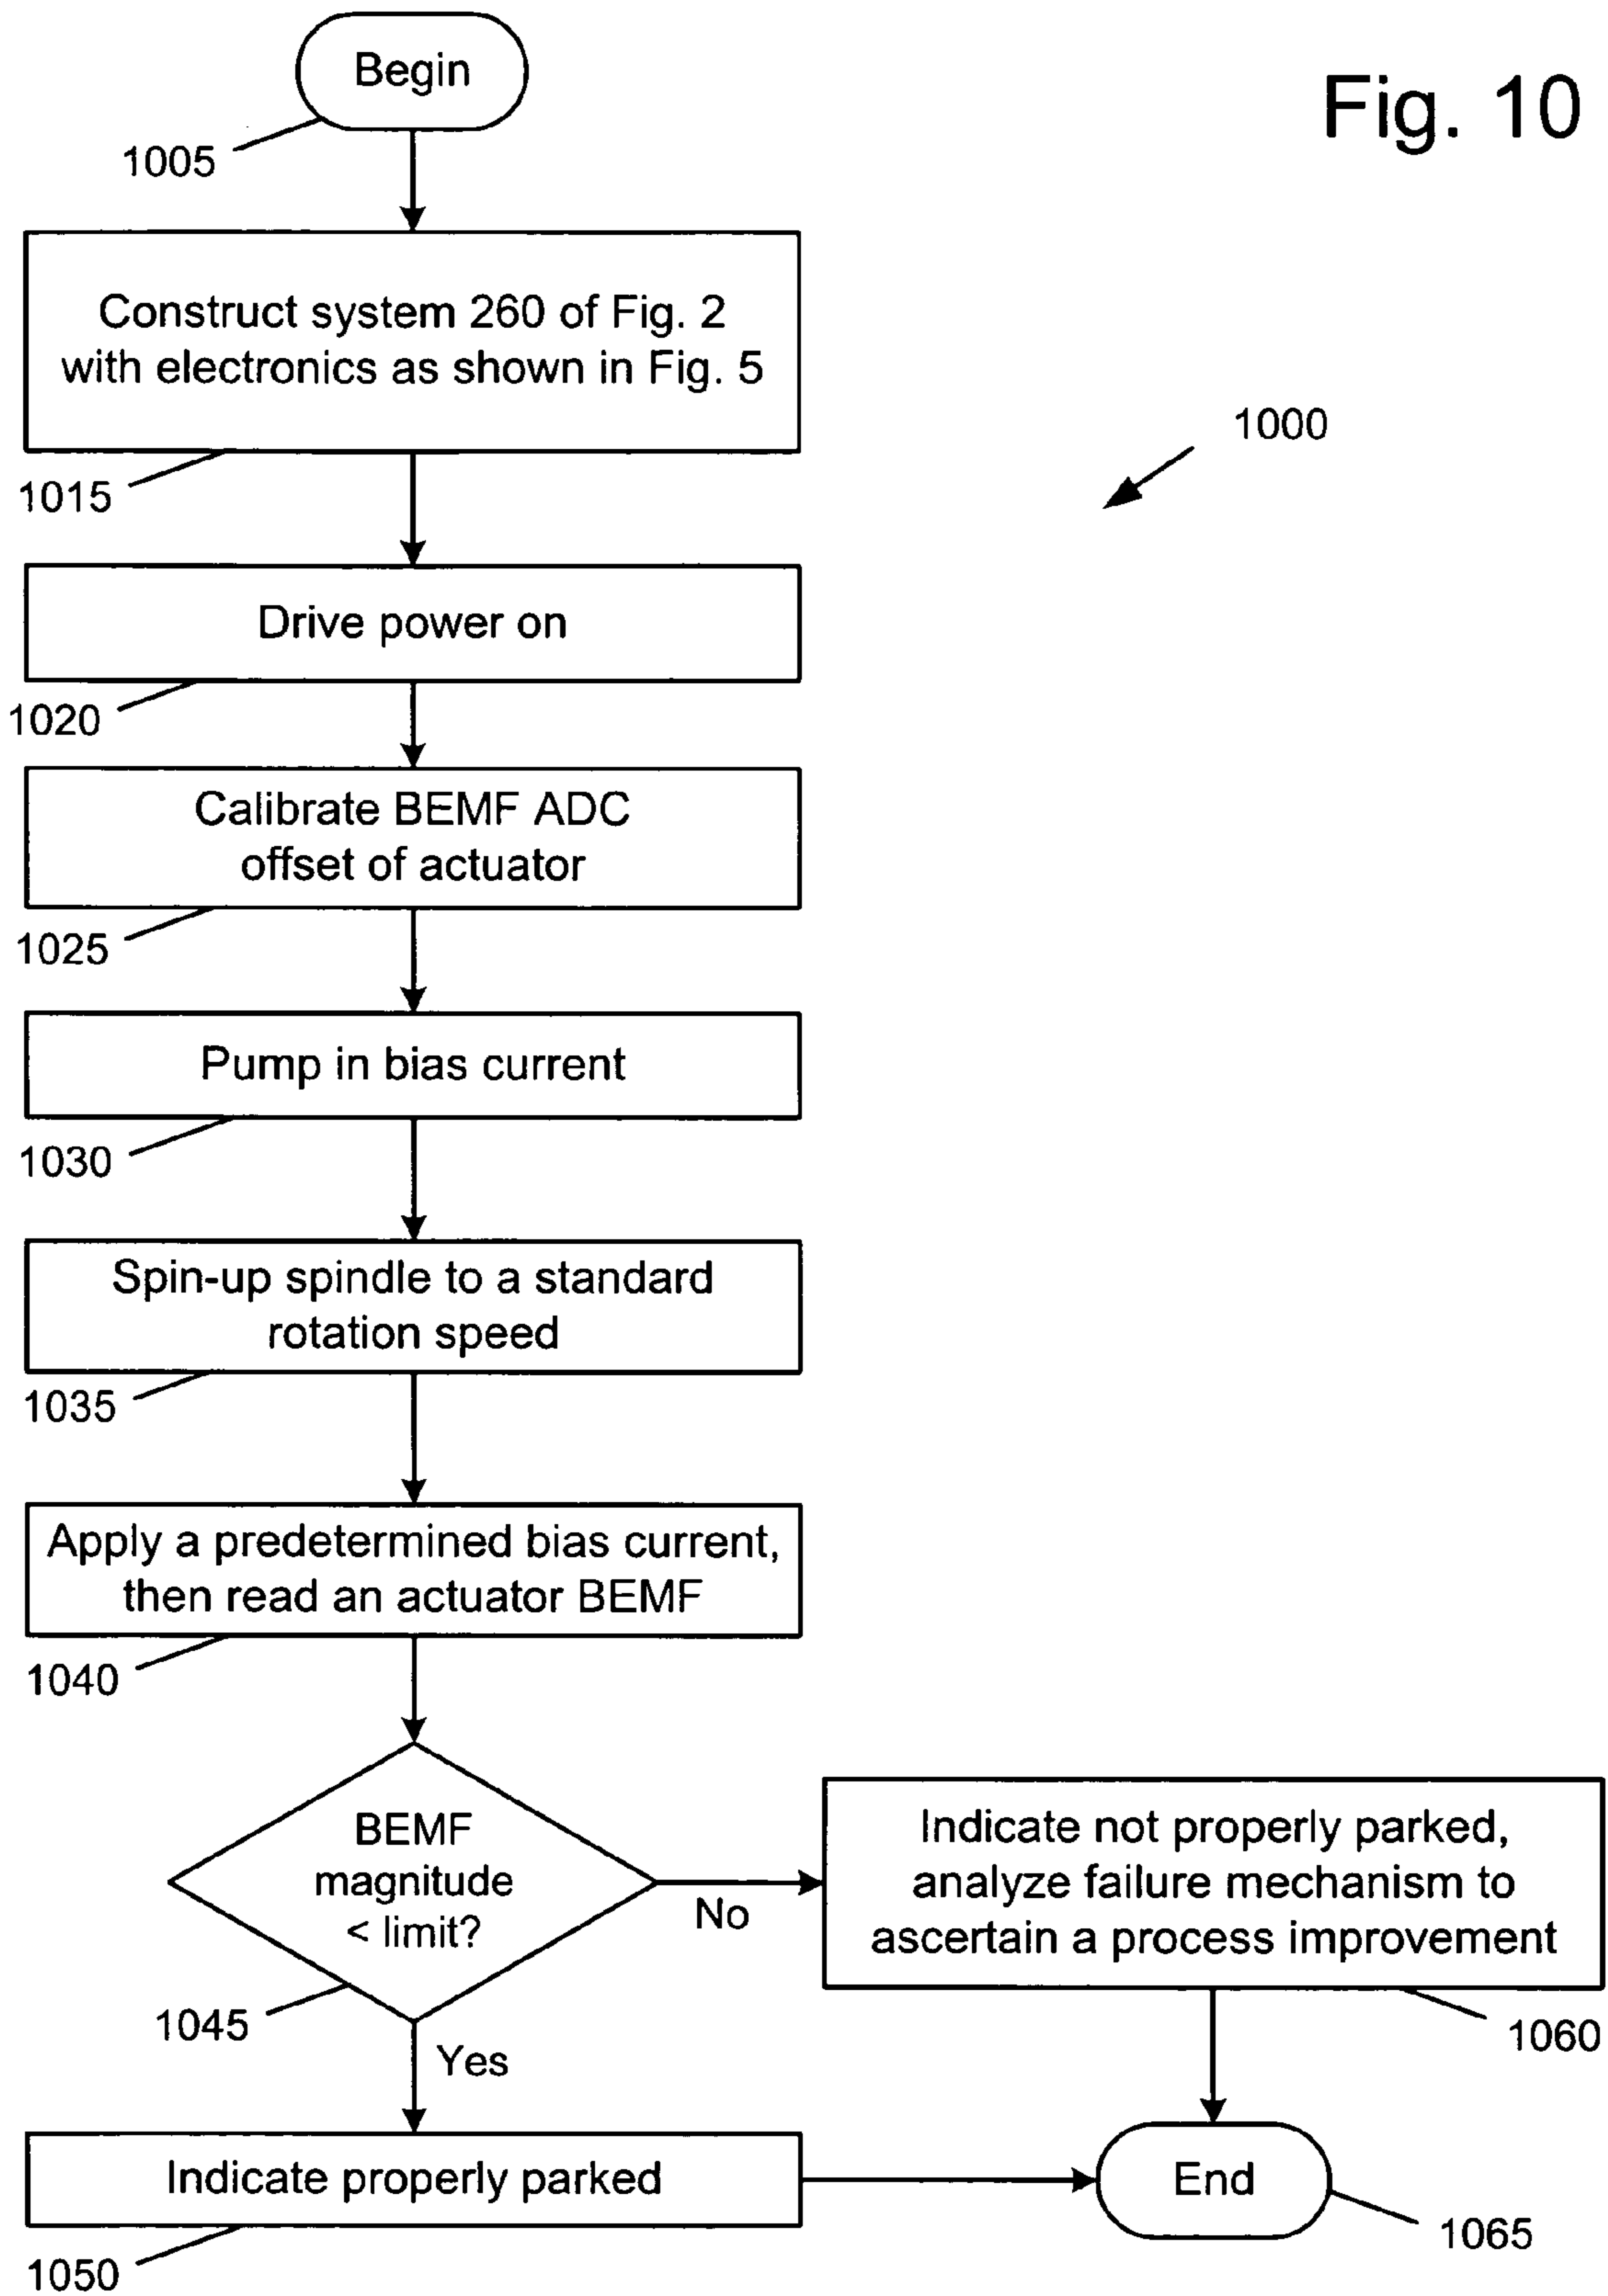 Begin
Fig. 10
1005
Construct system 260 of Fig. 2
with electronics as shown in Fig. 5
1000
1015
Drive power on
1020
Calibrate BEMF ADC
offset of actuator
1025
Pump in bias current
1030
Spin-up spindle to a standard
rotation speed
1035
Apply a predetermined bias current,
then read an actuator BEMF
1040
BEMF
magnitude
< limit?
No
Indicate not properly parked,
analyze failure mechanism to
ascertain a process improvement
1045
1060
Yes
Indicate properly parked
End
1050
1065